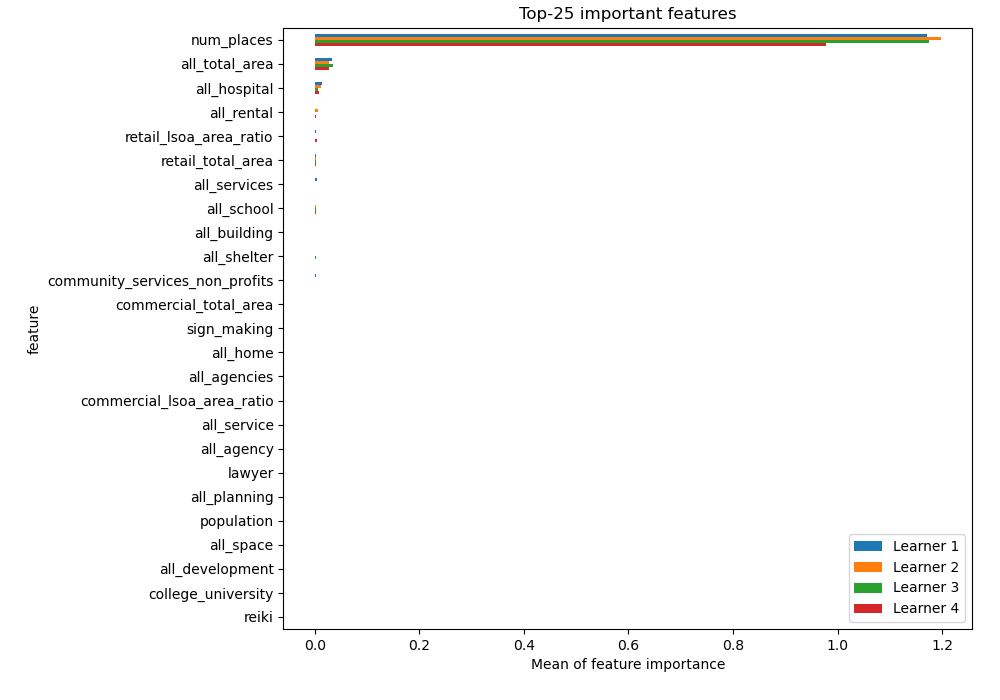 Top-25 important features
num_places
all_total_area
all_hospital
all_rental
retail_lsoa_area_ratio
retail_total_area
all_services
all_school
all_building
all_shelter
community_services_non_profits
commercial_total_area
sign_making
all_home
all_agencies
commercial_lsoa_area_ratio
all_service
all_agency
lawyer
all_planning
population
all_space
all_development
college_university
reiki
feature
Learner 1
Learner 2
Learner 3
Learner 4
0.0 0.2 0.4 0.6 0.8 1.0 1.2
Mean of feature importance